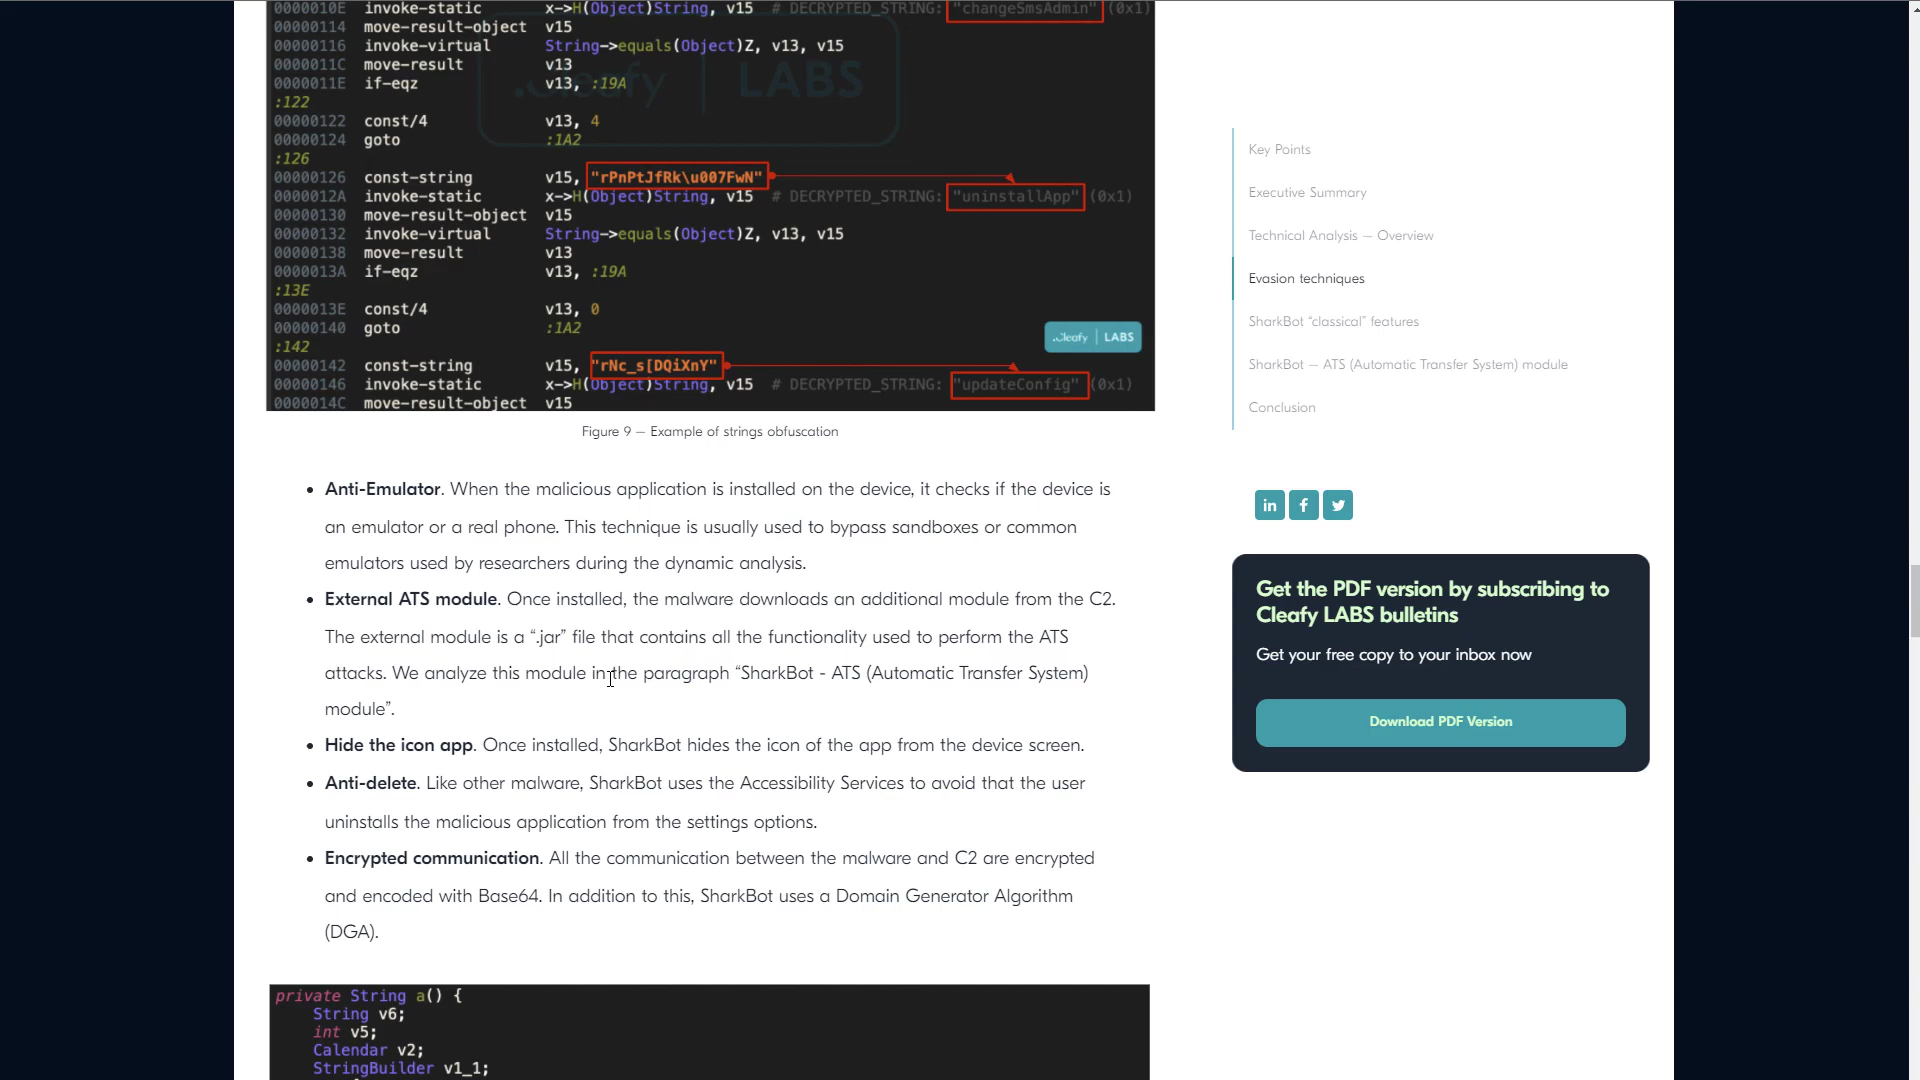 0000010E invoke-static x->H(Object)String, v15 # DECRYPTED_STRING: "changeSmsAdmin" (0x1)
00000114 move-result-object v15
00000116 invoke-virtual String->equals(Object)Z, v13, v15
0000011C move-result v13
0000011E if-eqz v13, :19A
:122
00000122 const/4 v13, 4
00000124 goto :1A2
:126
00000126 const-string v15, "rPnPtJfRk\u007FwN"
0000012A invoke-static x->H(Object)String, v15 # DECRYPTED_STRING: "uninstallApp" (0x1)
00000130 move-result-object v15
00000132 invoke-virtual String->equals(Object)Z, v13, v15
00000138 move-result v13
0000013A if-eqz v13, :19A
:13E
0000013E const/4 v13, 0
00000140 goto :1A2
:142
00000142 const-string v15, "rNc_s[DQiXnY"
00000146 invoke-static x->H(Object)String, v15 # DECRYPTED_STRING: "updateConfig" (0x1)
0000014C move-result-object v15
.Cleafy LABS
.Cleafy | LABS
Figure 9 – Example of strings obfuscation
• Anti-Emulator. When the malicious application is installed on the device, it checks if the device is
an emulator or a real phone. This technique is usually used to bypass sandboxes or common
emulators used by researchers during the dynamic analysis.
• External ATS module. Once installed, the malware downloads an additional module from the C2.
The external module is a “.jar” file that contains all the functionality used to perform the ATS
attacks. We analyze this module in the paragraph “SharkBot - ATS (Automatic Transfer System)
module”.
• Hide the icon app. Once installed, SharkBot hides the icon of the app from the device screen.
• Anti-delete. Like other malware, SharkBot uses the Accessibility Services to avoid that the user
uninstalls the malicious application from the settings options.
• Encrypted communication. All the communication between the malware and C2 are encrypted
and encoded with Base64. In addition to this, SharkBot uses a Domain Generator Algorithm
(DGA).
private String a() {
String v6;
int v5;
Calendar v2;
StringBuilder v1_1;
Key Points
Executive Summary
Technical Analysis – Overview
Evasion techniques
SharkBot “classical” features
SharkBot – ATS (Automatic Transfer System) module
Conclusion
in f
Get the PDF version by subscribing to
Cleafy LABS bulletins
Get your free copy to your inbox now
Download PDF Version